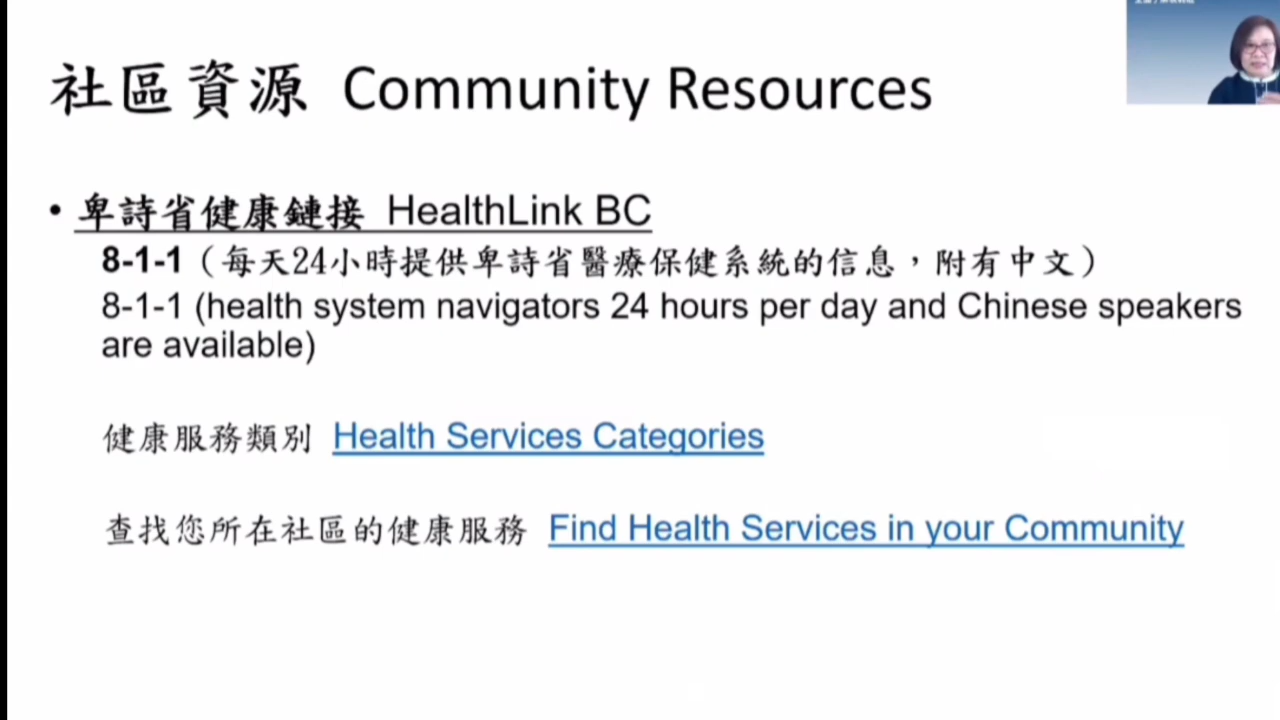 社區資源 Community Resources
• 卑詩省健康鏈接 HealthLink BC
8-1-1（每天24小時提供卑詩省醫療保健系統的信息，附有中文）
8-1-1 (health system navigators 24 hours per day and Chinese speakers
are available)
健康服務類別 Health Services Categories
查找您所在社區的健康服務 Find Health Services in your Community